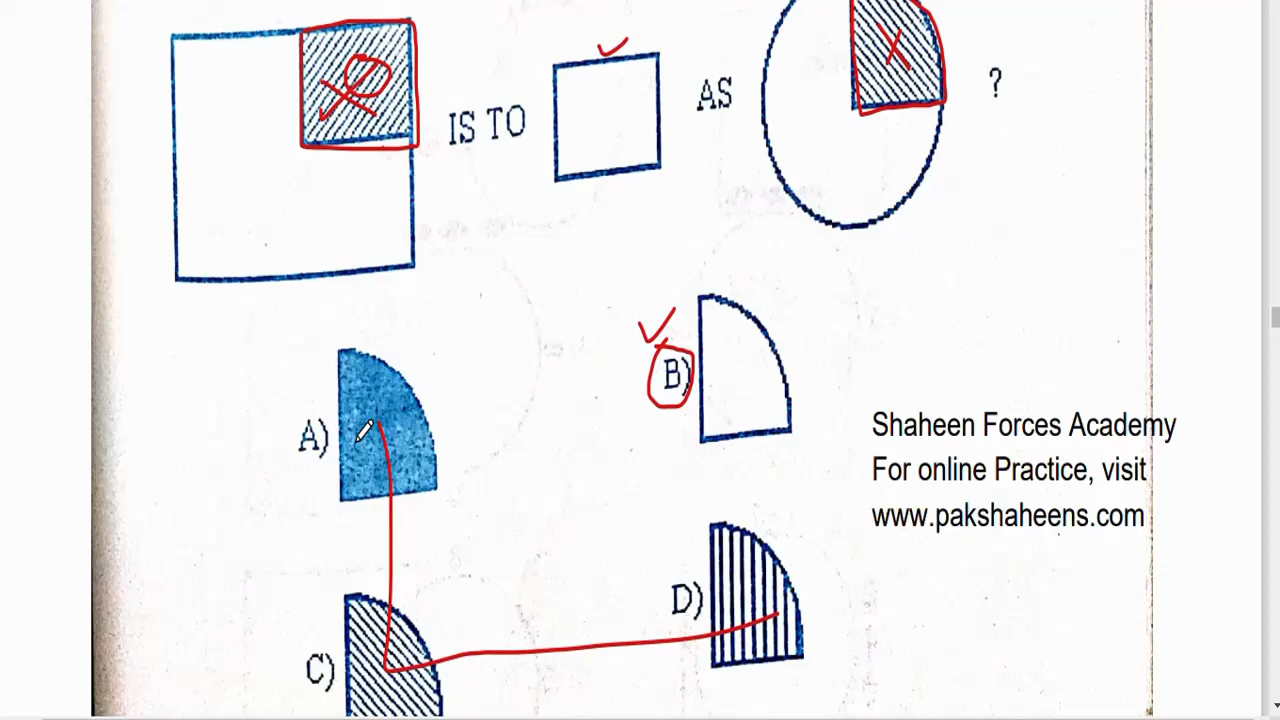 IS TO
AS
?
A)
B)
C)
D)
Shaheen Forces Academy
For online Practice, visit
www.pakshaheens.com